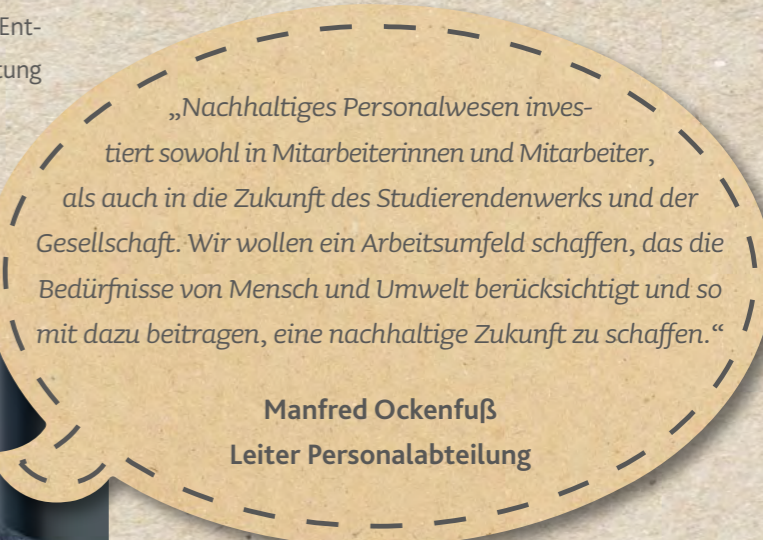 Ent-
tung
„Nachhaltiges Personalwesen inves-
tiert sowohl in Mitarbeiterinnen und Mitarbeiter,
als auch in die Zukunft des Studierendenwerks und der
Gesellschaft. Wir wollen ein Arbeitsumfeld schaffen, das die
Bedürfnisse von Mensch und Umwelt berücksichtigt und so
mit dazu beitragen, eine nachhaltige Zukunft zu schaffen.“
Manfred Ockenfuß
Leiter Personalabteilung